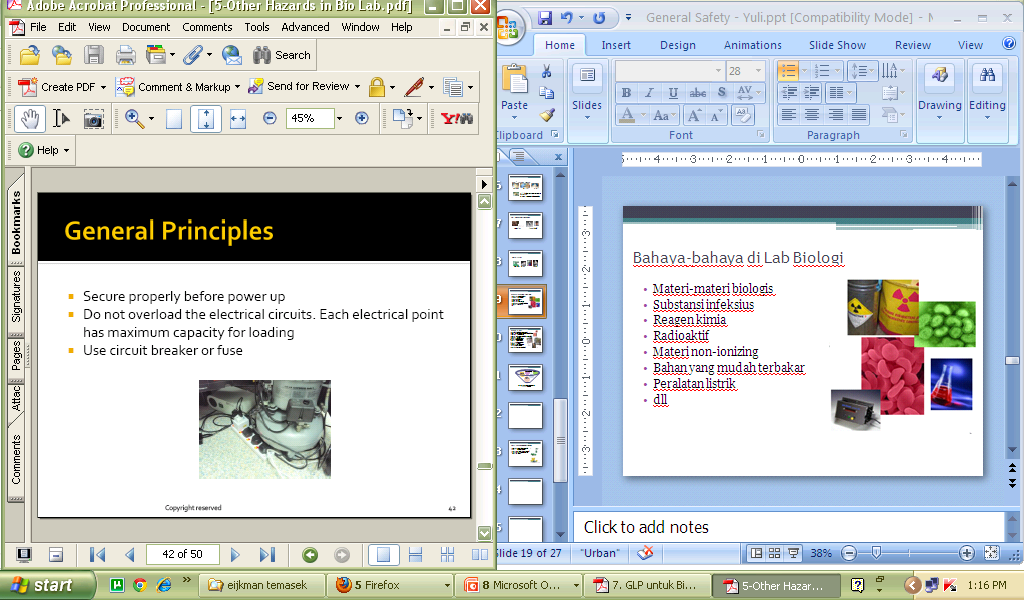 Adobe Acrobat Professional - [5-Other Hazards in Bio Lab.pdf]
File Edit View Document Comments Tools Advanced Window Help
Search
Create PDF Comment & Markup Send for Review
45%
Y!
Help
Bookmarks
Signatures
Pages
Attac
Comments
General Principles
Secure properly before power up
Do not overload the electrical circuits. Each electrical point
has maximum capacity for loading
Use circuit breaker or fuse
Copyright reserved
42
42 of 50
General Safety - Yuli.ppt [Compatibility Mode] -
Home Insert Design Animations Slide Show Review View
Paste
Slides
28
B I U abc S AV
A Aa A A
Drawing
Editing
Clipboard
Font
Paragraph
Bahaya-bahaya di Lab Biologi
Materi-materi biologis
Substansi infeksius
Reagen kimia
Radioaktif
Materi non-ionizing
Bahan yang mudah terbakar
Peralatan listrik
dll
Click to add notes
Slide 19 of 27 "Urban" 38%
start
eijkman temasek
5 Firefox
8 Microsoft O...
7. GLP untuk Bi...
5-Other Hazar...
1:16 PM